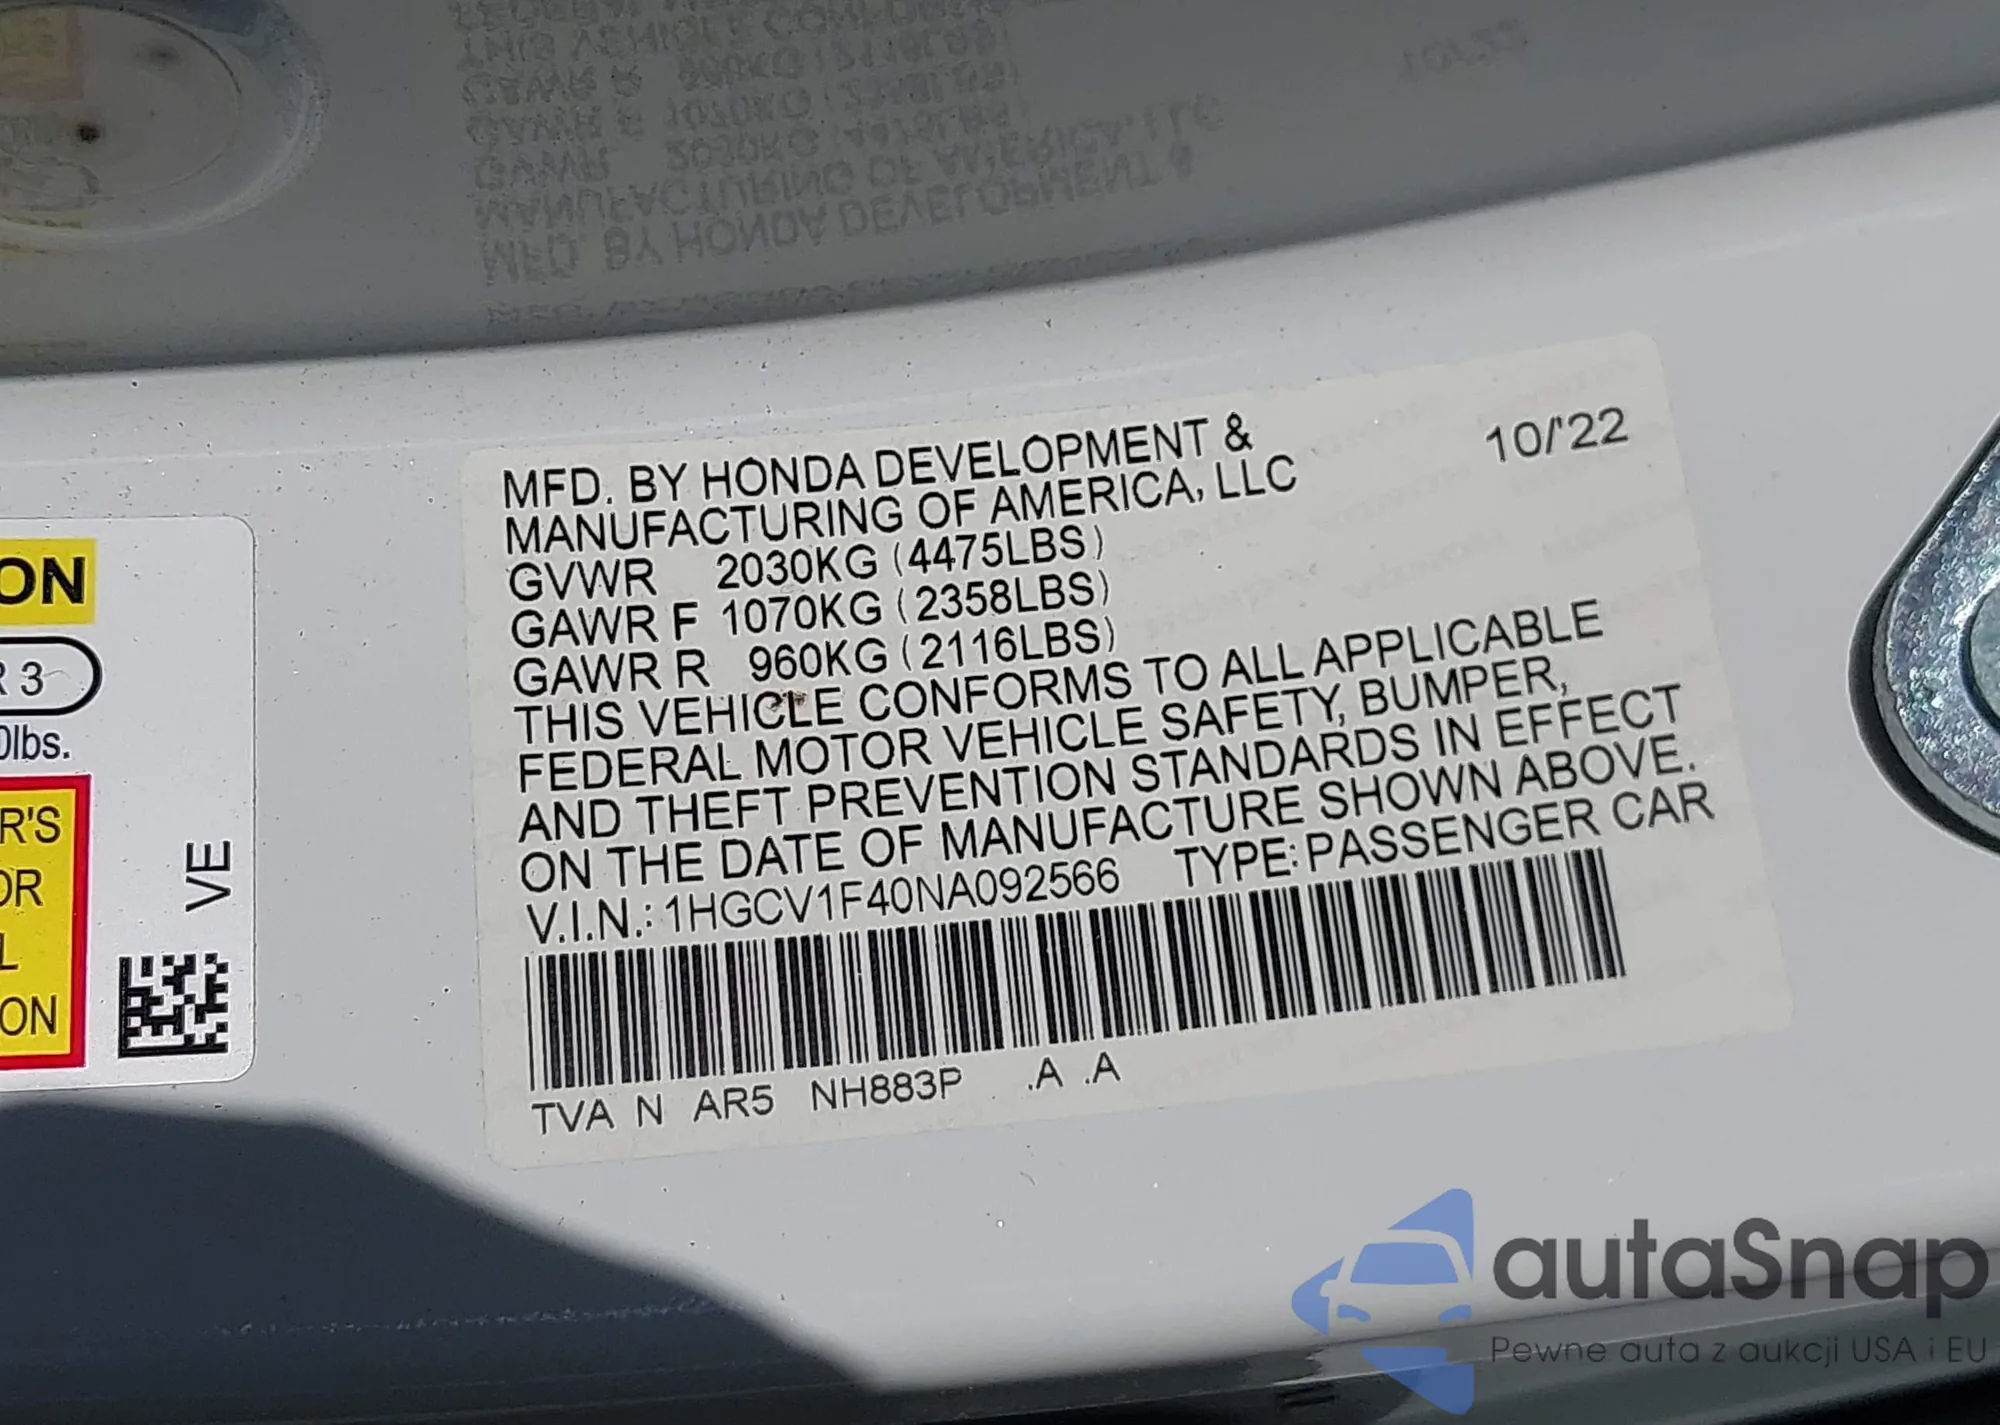 MFD. BY HONDA DEVELOPMENT &
MANUFACTURING OF AMERICA, LLC
10/'22
GVWR 2030KG (4475LBS)
GAWR F 1070KG (2358LBS)
GAWR R 960KG (2116LBS)
THIS VEHICLE CONFORMS TO ALL APPLICABLE
FEDERAL MOTOR VEHICLE SAFETY, BUMPER,
AND THEFT PREVENTION STANDARDS IN EFFECT
ON THE DATE OF MANUFACTURE SHOWN ABOVE.
V.I.N.: 1HGCV1F40NA092566 TYPE: PASSENGER CAR
TVA N AR5 NH883P .A .A
ON
R 3
0lbs.
R'S
OR
L
ON
VE
autaSnap
Pewne auta z aukcji USA i EU